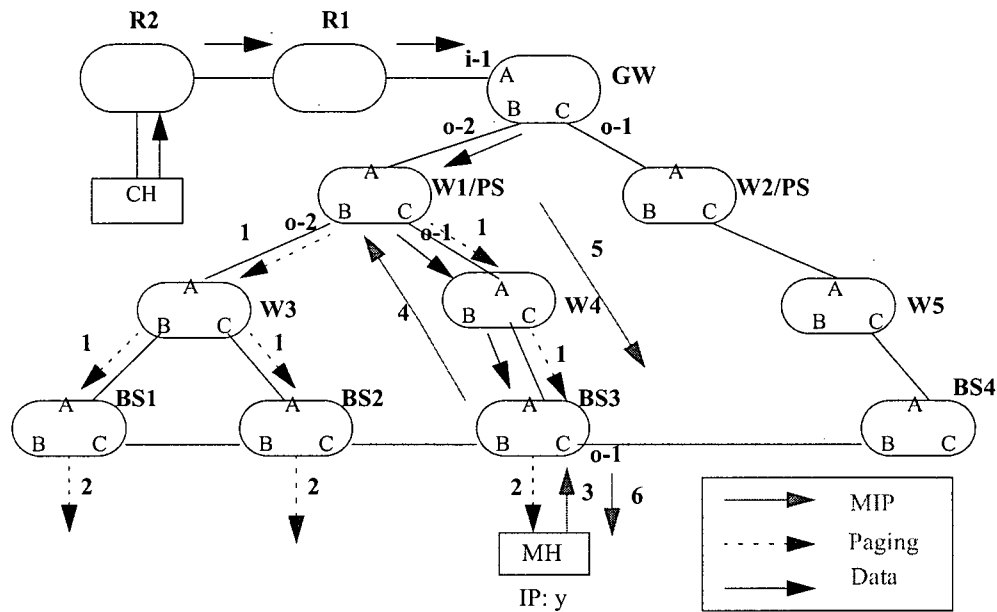 R2 R1
i-1 A GW
B C
o-2 o-1
CH A W1/PS A W2/PS
B C B C
1 o-2 o-1 1 5
A A A
W3 4 W4 W5
B C B C B C
1 1 1
A BS1 A BS2 A BS3 A BS4
B C B C B C B C
o-1
2 2 2 3 6
MH
IP: y
MIP
Paging
Data